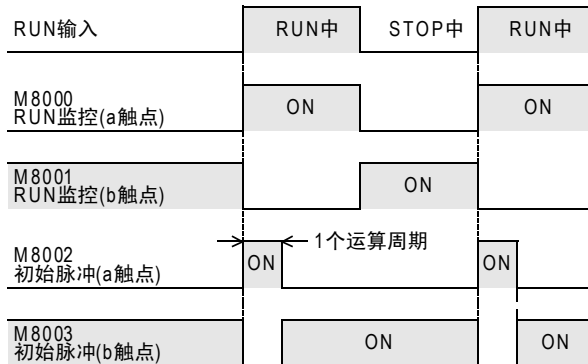 RUN输入
RUN中
STOP中
RUN中
M8000
RUN监控(a触点)
ON
ON
M8001
RUN监控(b触点)
ON
M8002
初始脉冲(a触点)
ON
1个运算周期
ON
M8003
初始脉冲(b触点)
ON
ON